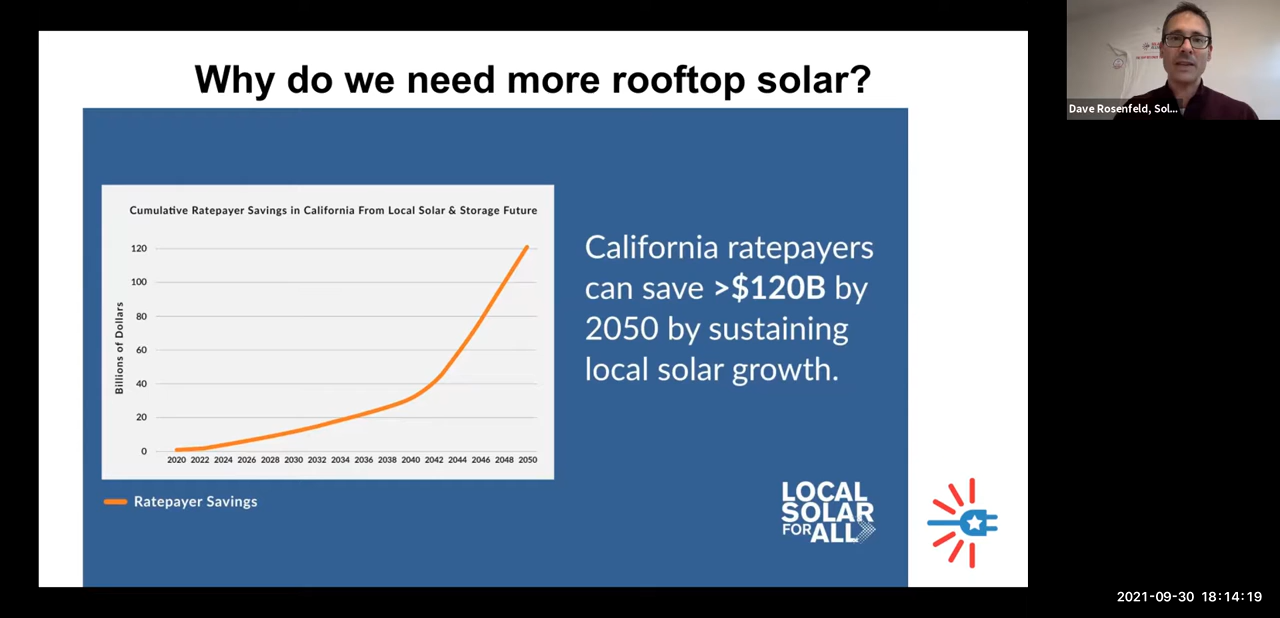 Why do we need more rooftop solar?
Cumulative Ratepayer Savings in California From Local Solar & Storage Future
120
100
80
60
40
20
0
Billions of Dollars
2020 2022 2024 2026 2028 2030 2032 2034 2036 2038 2040 2042 2044 2046 2048 2050
Ratepayer Savings
California ratepayers
can save >$120B by
2050 by sustaining
local solar growth.
LOCAL
SOLAR
FOR ALL
Dave Rosenfeld, Sol...
2021-09-30 18:14:19